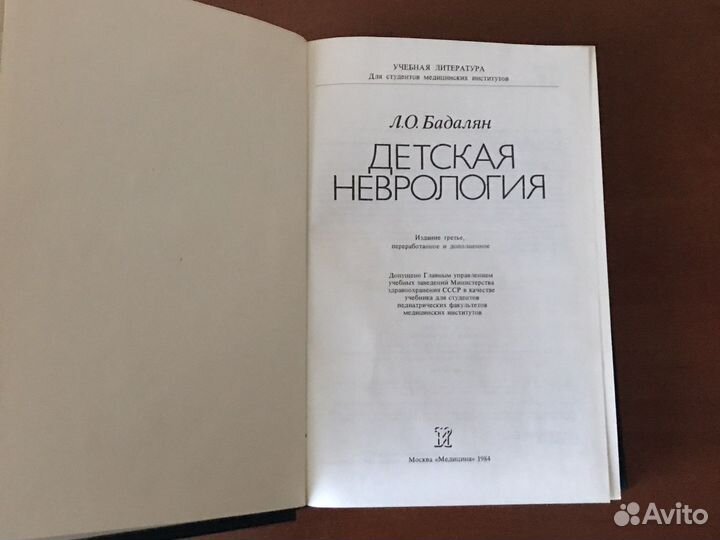 УЧЕБНАЯ ЛИТЕРАТУРА
Для студентов медицинских институтов
Л.О. Бадалян
ДЕТСКАЯ
НЕВРОЛОГИЯ
Издание третье,
переработанное и дополненное
Допущено Главным управлением
учебных заведений Министерства
здравоохранения СССР в качестве
учебника для студентов
педиатрических факультетов
медицинских институтов
Москва «Медицина» 1984
Avito